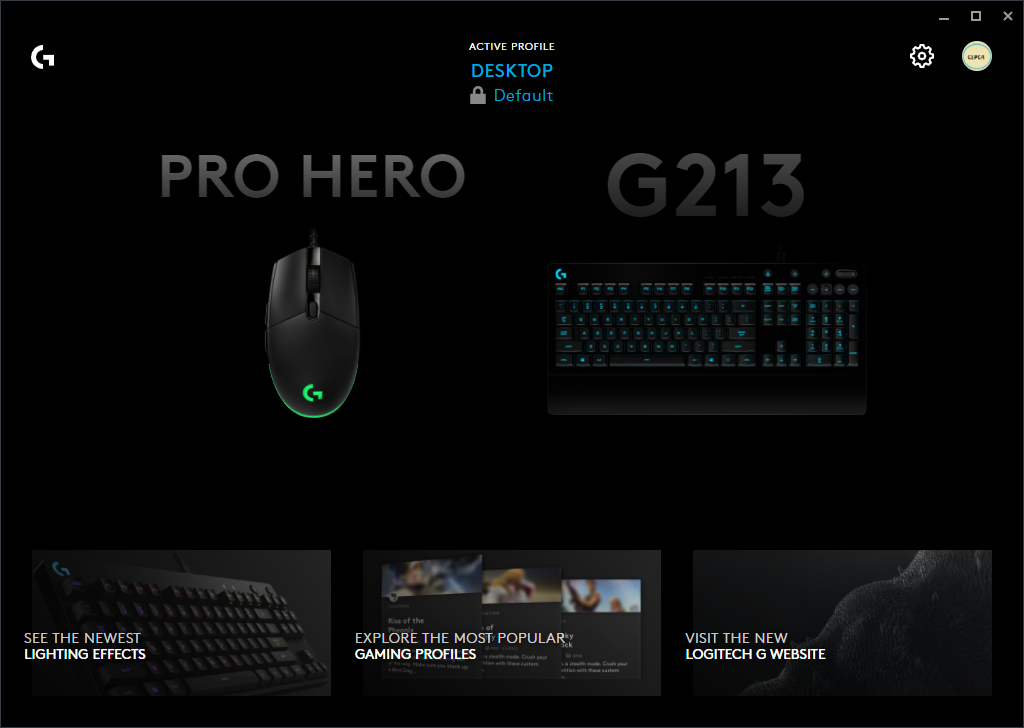 ACTIVE PROFILE
DESKTOP
Default
PRO HERO
G213
SEE THE NEWEST
LIGHTING EFFECTS
EXPLORE THE MOST POPULAR
GAMING PROFILES
VISIT THE NEW
LOGITECH G WEBSITE